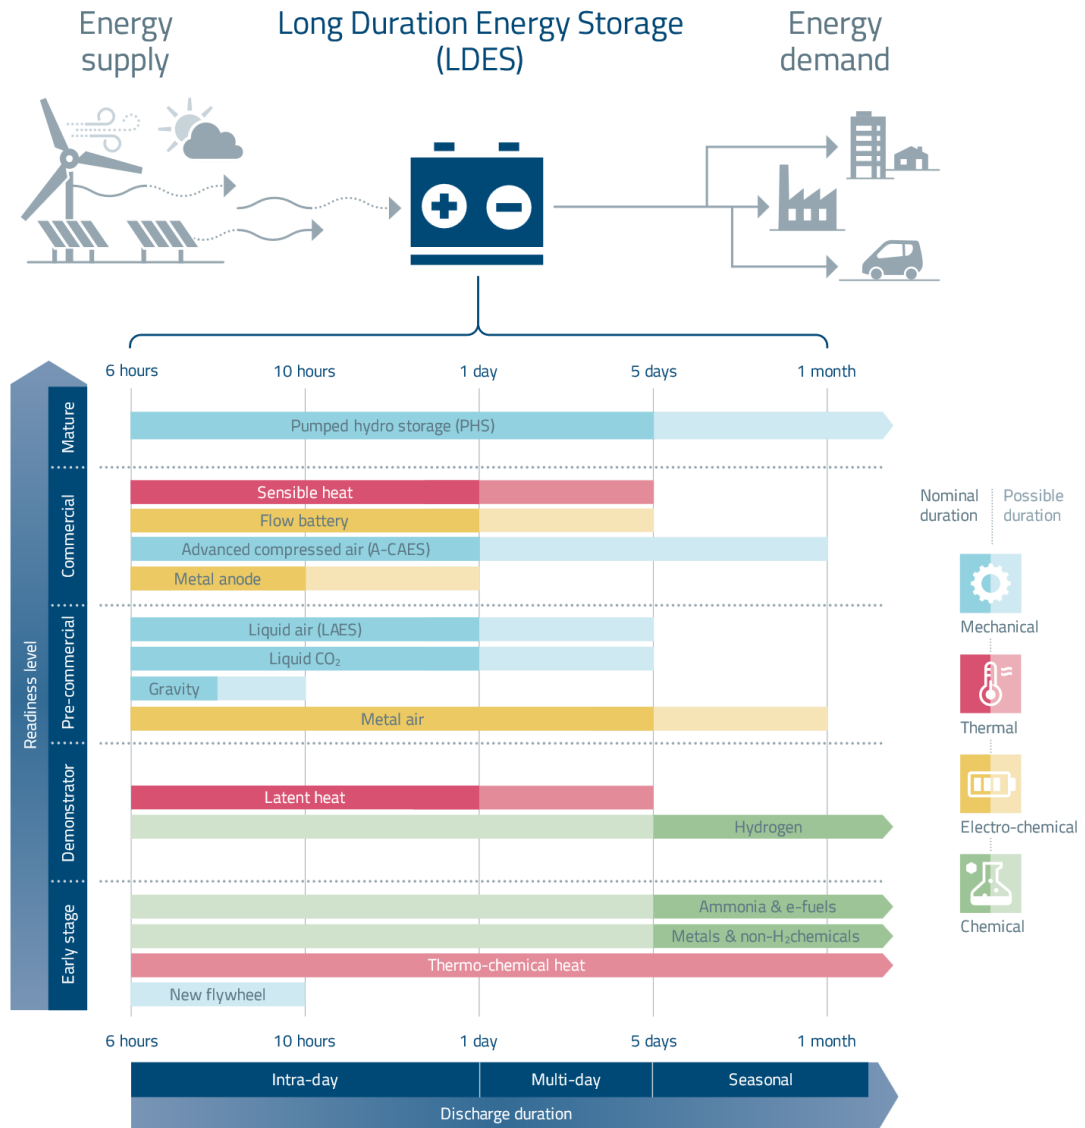 Energy
supply
Long Duration Energy Storage
(LDES)
Energy
demand
6 hours
10 hours
1 day
5 days
1 month
Readiness level
Mature
Pumped hydro storage (PHS)
Commercial
Sensible heat
Flow battery
Advanced compressed air (A-CAES)
Metal anode
Pre-commercial
Liquid air (LAES)
Liquid CO₂
Gravity
Metal air
Demonstrator
Latent heat
Hydrogen
Early stage
Ammonia & e-fuels
Metals & non-H₂chemicals
Thermo-chemical heat
New flywheel
6 hours
10 hours
1 day
5 days
1 month
Intra-day
Multi-day
Seasonal
Discharge duration
Nominal
duration
Possible
duration
Mechanical
Thermal
Electro-chemical
Chemical